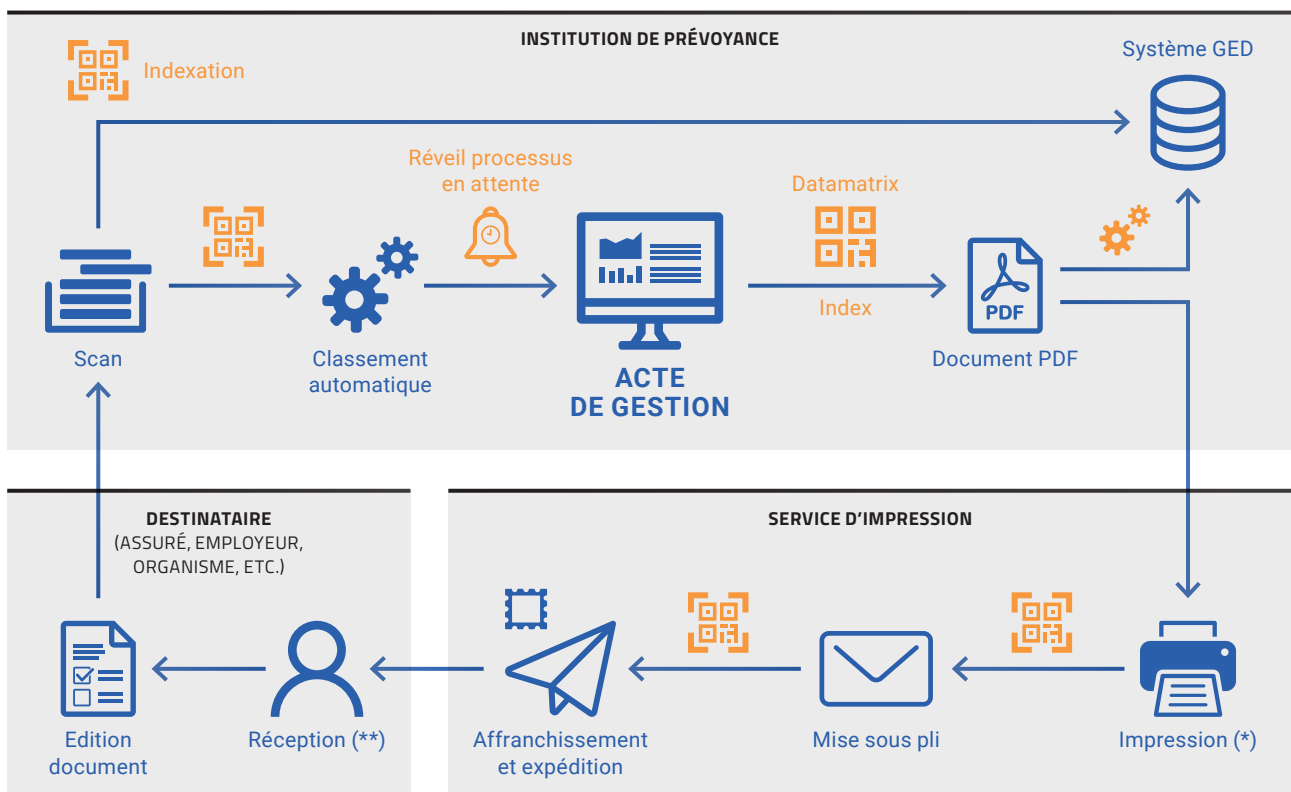 INSTITUTION DE PRÉVOYANCE
Indexation
Système GED
Réveil processus
en attente
Datamatrix
Index
PDF
Scan
Classement
automatique
ACTE
DE GESTION
Document PDF
DESTINATAIRE
(ASSURÉ, EMPLOYEUR,
ORGANISME, ETC.)
SERVICE D’IMPRESSION
Edition
document
Réception (**)
Affranchissement
et expédition
Mise sous pli
Impression (*)